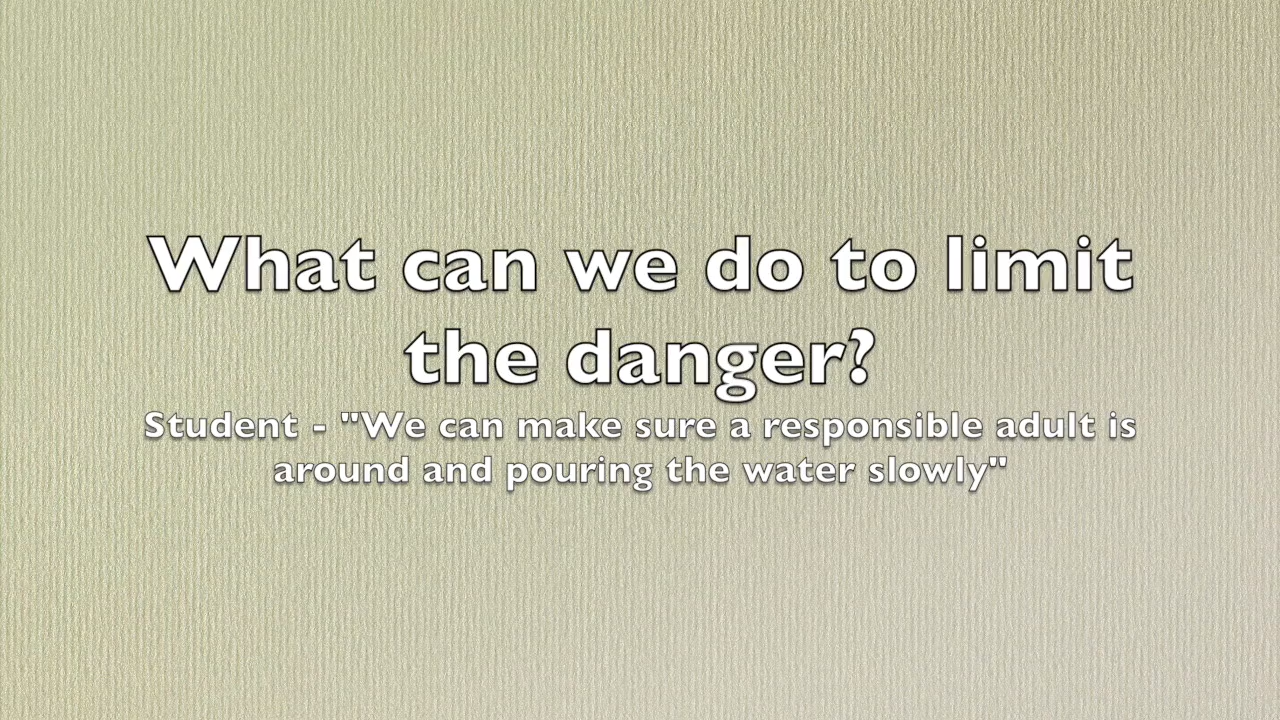 What can we do to limit
the danger?
Student - "We can make sure a responsible adult is
around and pouring the water slowly"